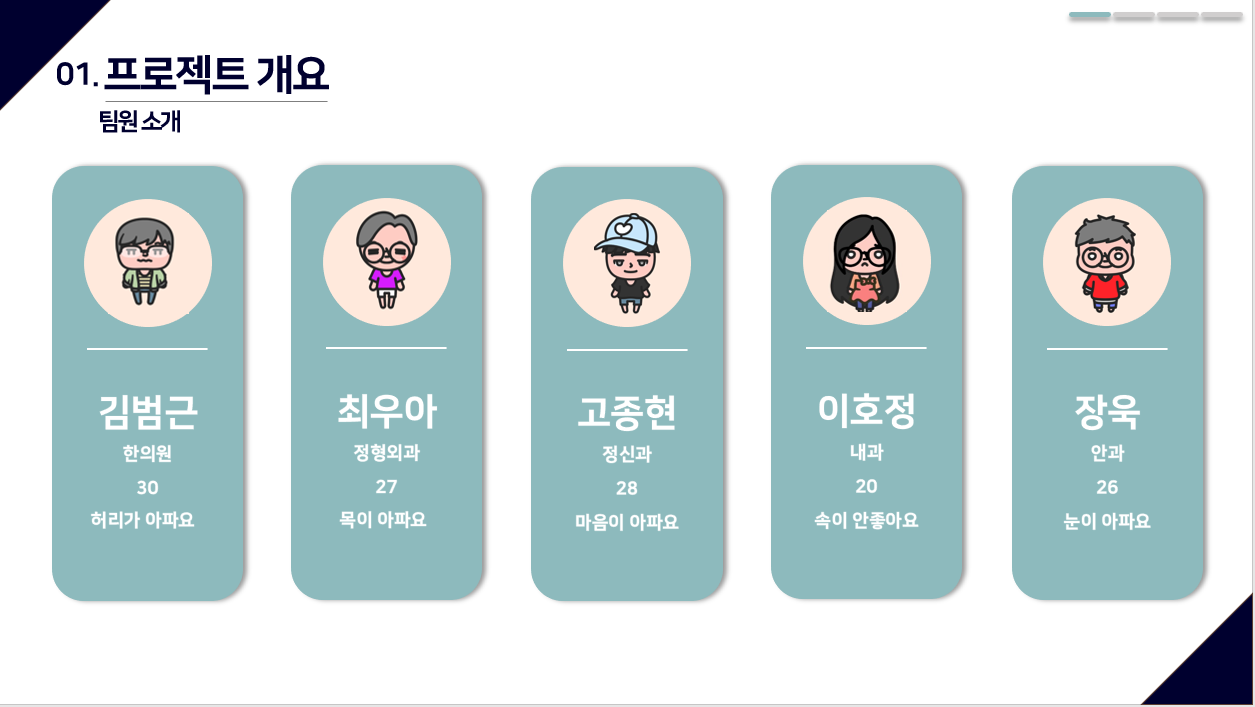 01. 프로젝트 개요
팀원 소개
김범근
한의원
30
허리가 아파요
최우아
정형외과
27
목이 아파요
고종현
정신과
28
마음이 아파요
이호정
내과
20
속이 안좋아요
장욱
안과
26
눈이 아파요